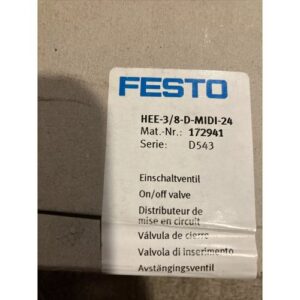 FESTO
HEE-3/8-D-MIDI-24
Mat.-Nr.: 172941
Serie: D543
Einschaltventil
On/off valve
Distributeur de
mise en circuit
Válvula de cierre
Valvola di inserimento
Avstängingsventil